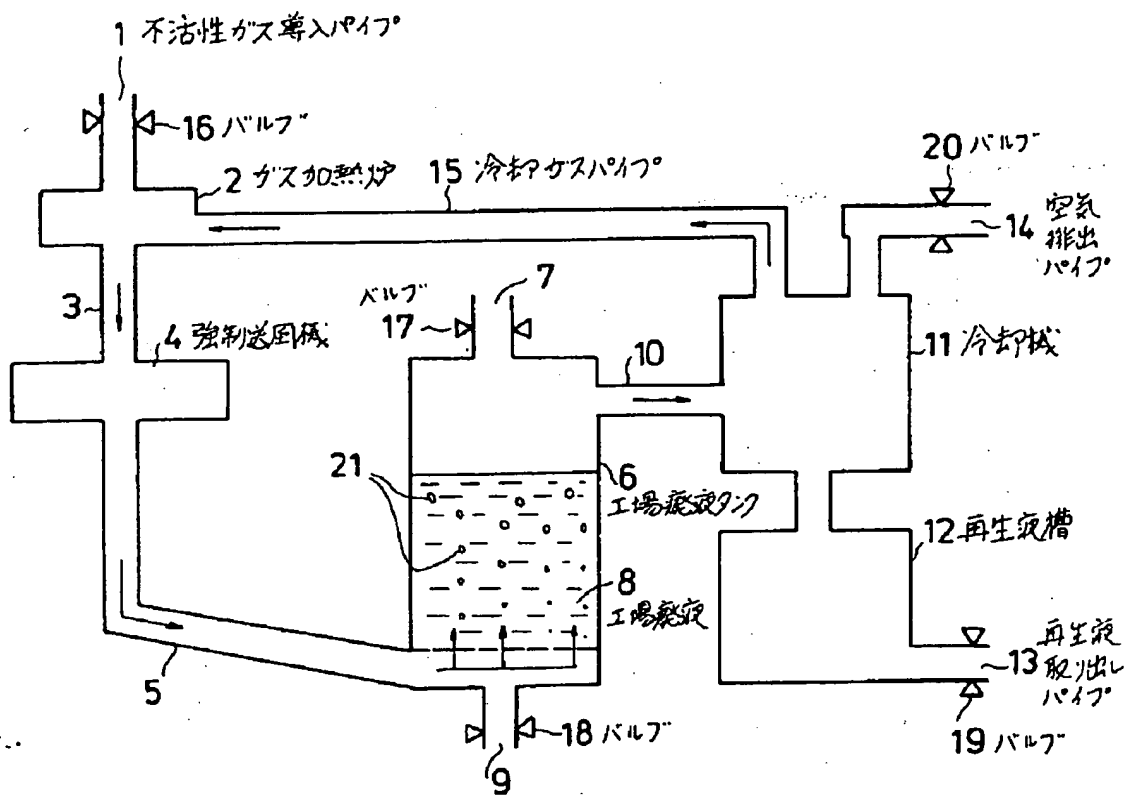 1 不活性ガス導入パイプ
16 バルブ
2 ガス加熱炉
15 冷却ガスパイプ
20 バルブ
14 空気
排出
パイプ
3
4 強制送風機
バルブ
17
7
10
11 冷却機
21
6
工場廃液タンク
8
工場廃液
12 再生液槽
5
13 再生液
取り出し
パイプ
18 バルブ
19 バルブ
9